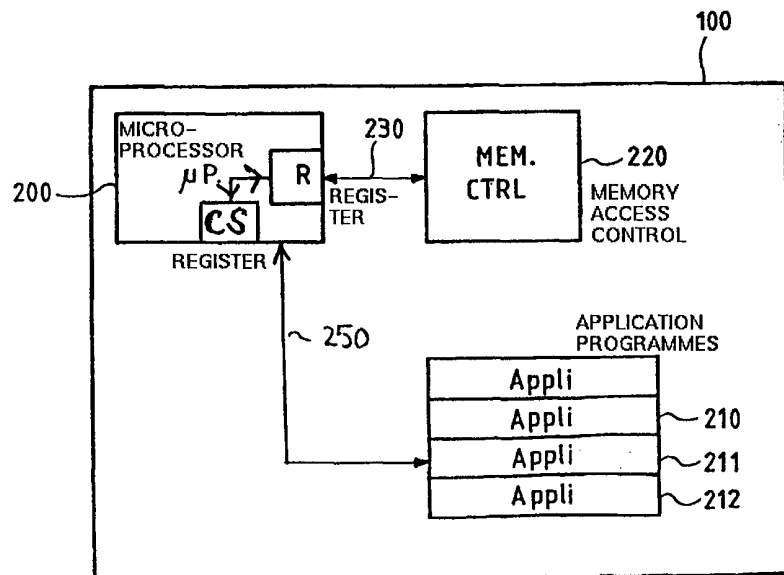 100
MICRO-
PROCESSOR
200
µP.
R
CS
REGISTER
230
REGIS-
TER
MEM.
CTRL
220
MEMORY
ACCESS
CONTROL
250
APPLICATION
PROGRAMMES
Appli
Appli
210
Appli
211
Appli
212